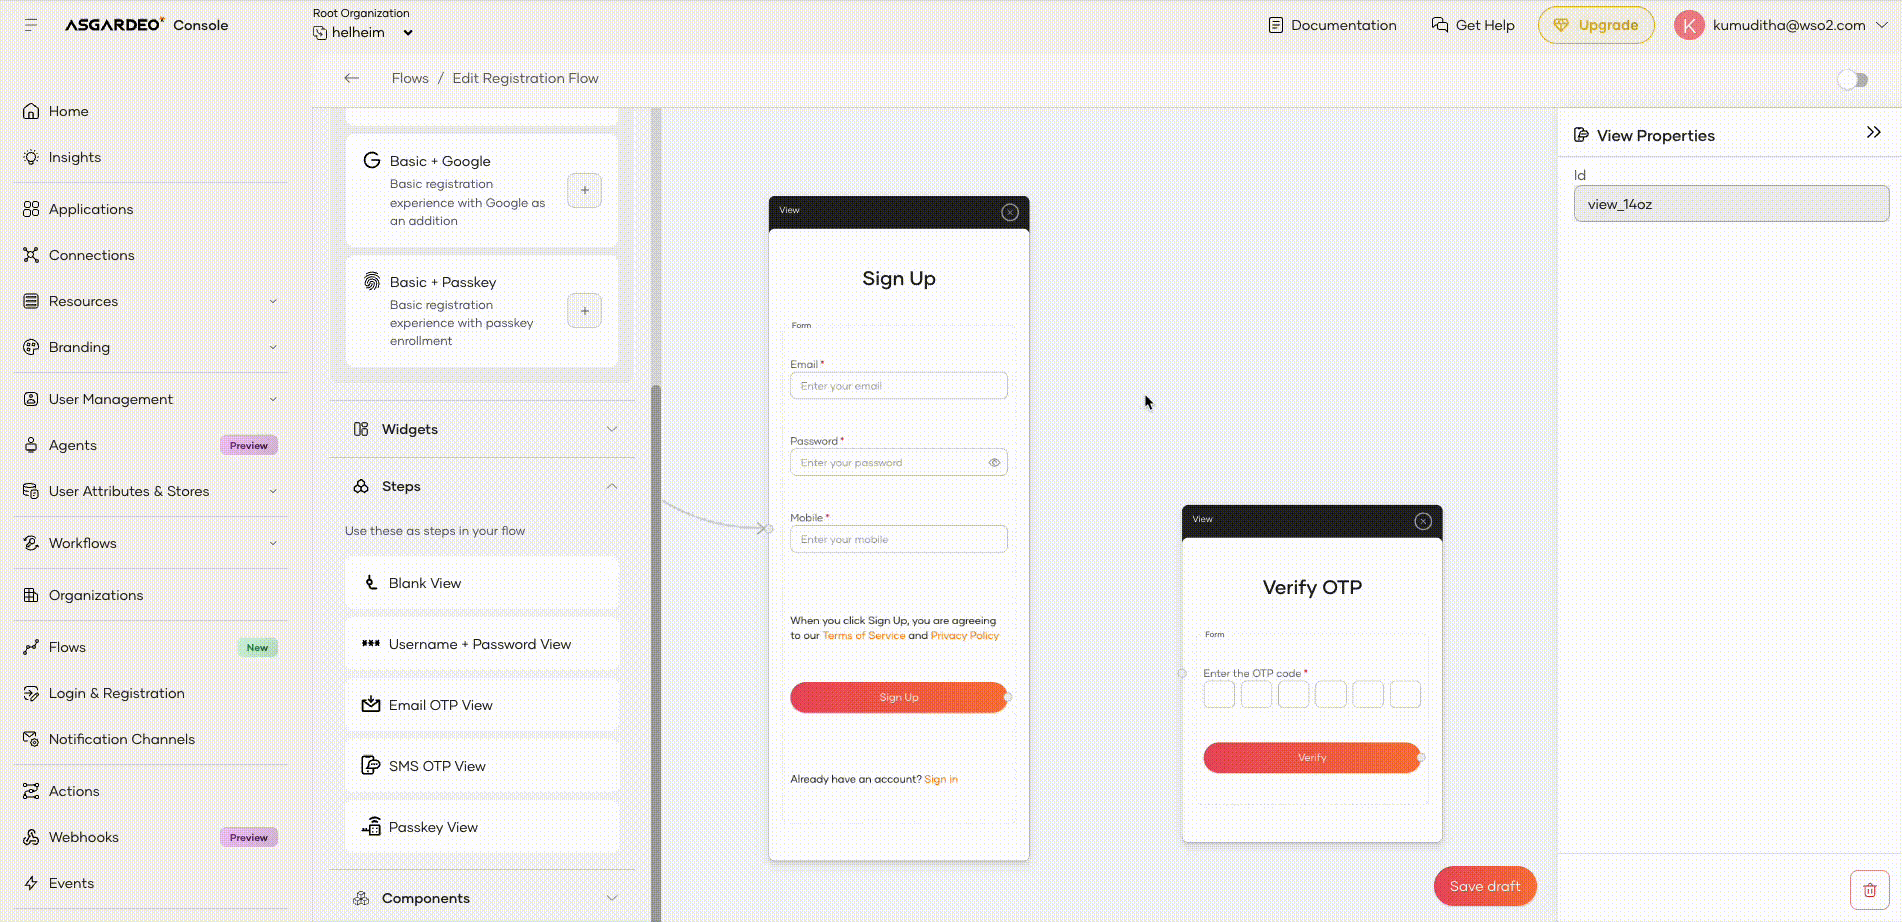 ASGARDEO Console
Root Organization
helheim
Documentation
Get Help
Upgrade
K
kumuditha@wso2.com
Flows / Edit Registration Flow
Home
Insights
Applications
Connections
Resources
Branding
User Management
Agents
Preview
User Attributes & Stores
Workflows
Organizations
Flows
New
Login & Registration
Notification Channels
Actions
Webhooks
Preview
Events
Basic + Google
Basic registration
experience with Google as
an addition
+
Basic + Passkey
Basic registration
experience with passkey
enrollment
+
Widgets
Steps
Use these as steps in your flow
Blank View
Username + Password View
Email OTP View
SMS OTP View
Passkey View
Components
View
Sign Up
Form
Email *
Enter your email
Password *
Enter your password
Mobile *
Enter your mobile
When you click Sign Up, you are agreeing
to our Terms of Service and Privacy Policy
Sign Up
Already have an account? Sign in
View
Verify OTP
Form
Enter the OTP code *
Verify
Save draft
View Properties
Id
view_14oz